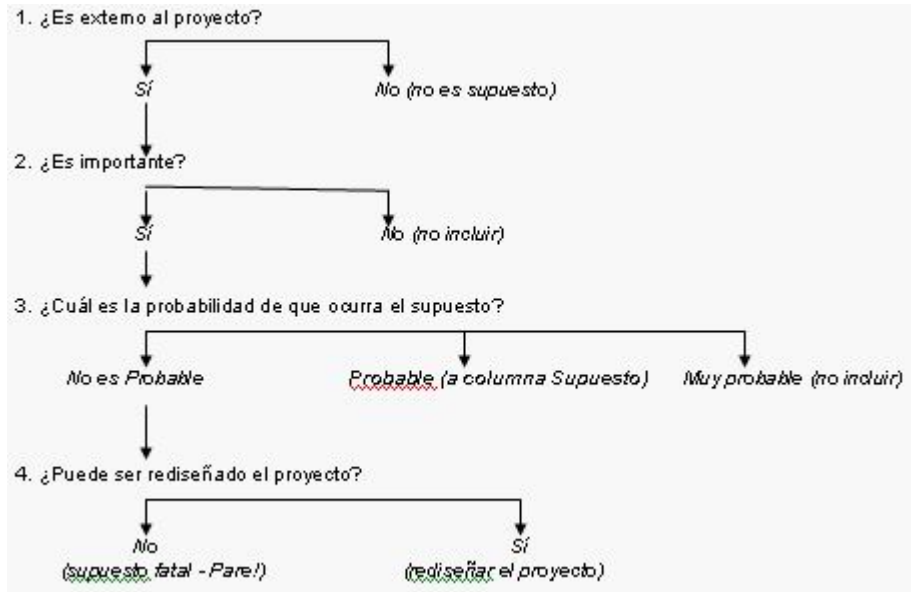 1. ¿Es externo al proyecto?
Sí No (no es supuesto)
2. ¿Es importante?
Sí No (no incluir)
3. ¿Cuál es la probabilidad de que ocurra el supuesto?
No es Probable Probable (a columna Supuesto) Muy probable (no incluir)
4. ¿Puede ser rediseñado el proyecto?
No Sí
(supuesto fatal - Pare!) (rediseñar el proyecto)